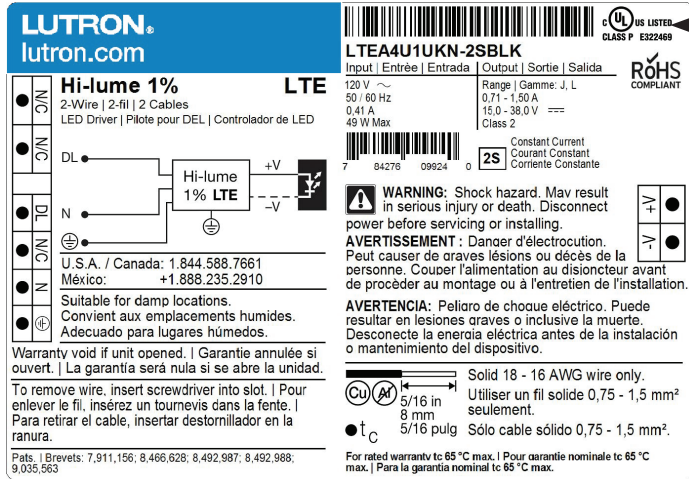 LUTRON®
lutron.com
Hi-lume 1% LTE
2-Wire | 2-fil | 2 Cables
LED Driver | Pilote pour DEL | Controlador de LED
N/C
N/C
DL
N/C
N
DL
N
Hi-lume
1% LTE
+V
–V
U.S.A. / Canada: 1.844.588.7661
México: +1.888.235.2910
Suitable for damp locations.
Convient aux emplacements humides.
Adecuado para lugares húmedos.
Warranty void if unit opened. | Garantie annulée si
ouvert. | La garantía será nula si se abre la unidad.
To remove wire, insert screwdriver into slot. | Pour
enlever le fil, insérez un tournevis dans la fente. |
Para retirar el cable, insertar destornillador en la
ranura.
Pats. | Brevets: 7,911,156; 8,466,628; 8,492,987; 8,492,988;
9,035,563
C UL US LISTED
CLASS P E322469
LTEA4U1UKN-2SBLK
Input | Entrèe | Entrada
120 V ~
50 / 60 Hz
0,41 A
49 W Max
Output | Sortie | Salida
Range | Gamme: J, L
0,71 - 1,50 A
15,0 - 38,0 V
Class 2
RoHS
COMPLIANT
7 84276 09924 0
2S
Constant Current
Courant Constant
Corriente Constante
WARNING: Shock hazard. May result
in serious injury or death. Disconnect
power before servicing or installing.
AVERTISSEMENT : Danger d'électrocution.
Peut causer de graves lésions ou décès de la
personne. Couper l'alimentation au disioncteur avant
de procèder au montage ou à l'entretien de l'installation.
AVERTENCIA: Peligro de choque eléctrico. Puede
resultar en lesiones graves o inclusive la muerte.
Desconecte la energia eléctrica antes de la instalación
o mantenimiento del dispositivo.
+V
-V
Cu
5/16 in
8 mm
5/16 pulg
Solid 18 - 16 AWG wire only.
Utiliser un fil solide 0,75 - 1,5 mm²
seulement.
Sólo cable sólido 0,75 - 1,5 mm².
tc
For rated warranty tc 65 °C max. | Pour garantie nominale tc 65 °C
max. | Para la garantia nominal tc 65 °C max.